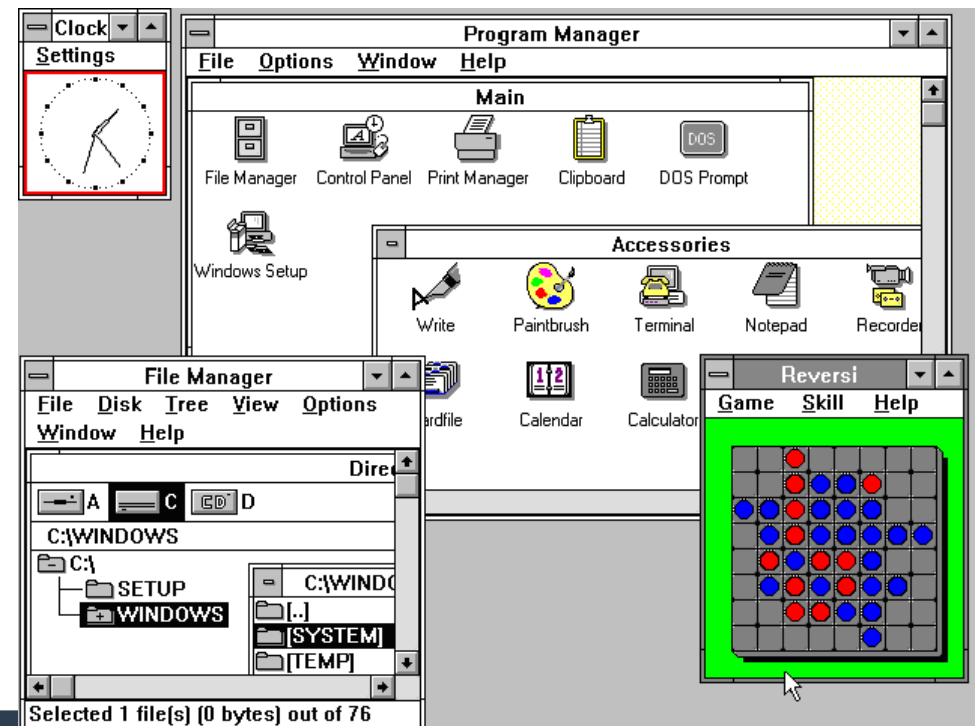 Clock
Settings
Program Manager
File Options Window Help
Main
File Manager Control Panel Print Manager Clipboard DOS Prompt
DOS
Windows Setup
Accessories
Write Paintbrush Terminal Notepad Recorder
Calendar Calculator
File Manager
File Disk Tree View Options
Window Help
A C D
C:\WINDOWS
C:\
SETUP
WINDOWS
C:\WINDO
[..]
[SYSTEM]
[TEMP]
Selected 1 file(s) (0 bytes) out of 76
Reversi
Game Skill Help